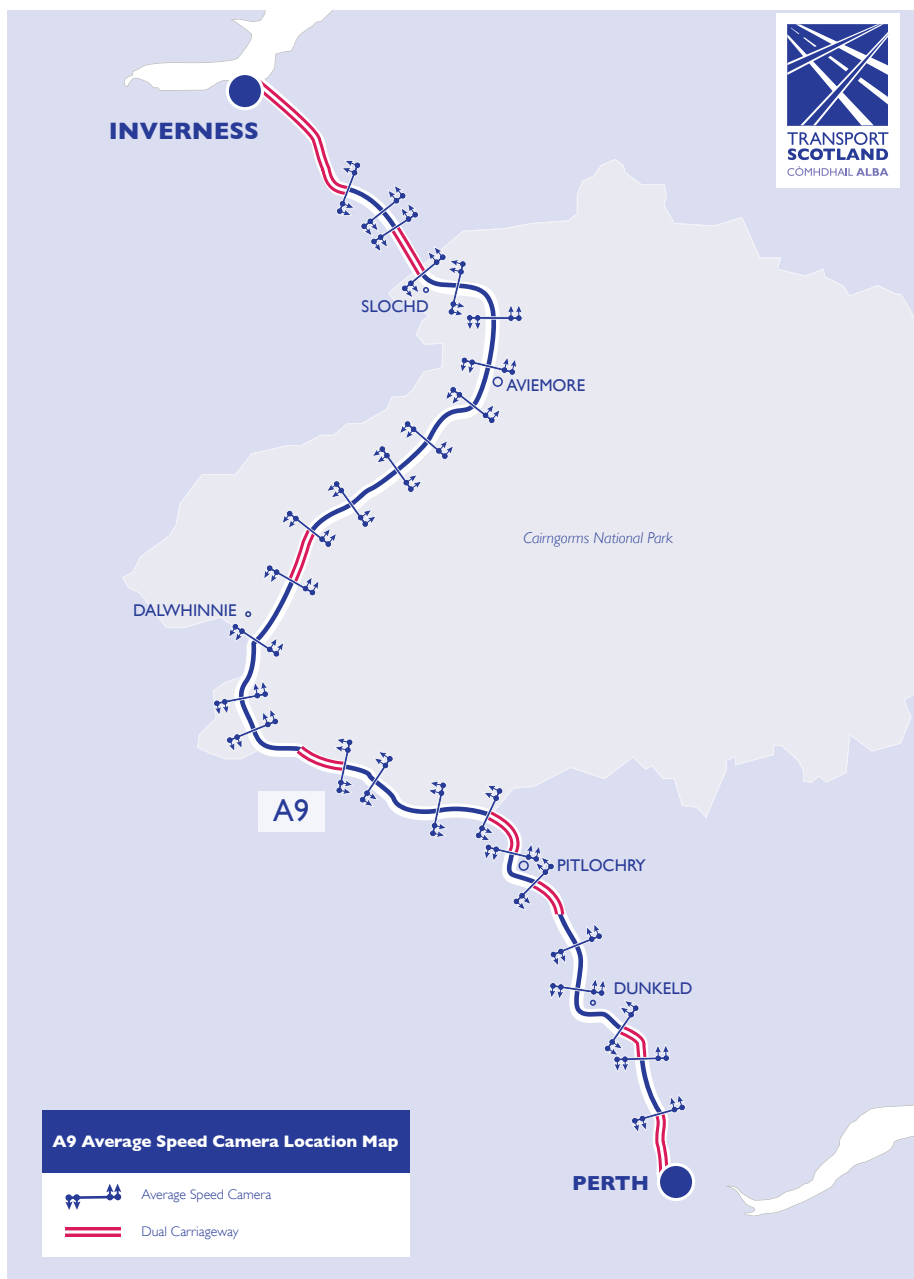 TRANSPORT
SCOTLAND
CÒMHDHAIL ALBA
INVERNESS
SLOCHD
AVIEMORE
Cairngorms National Park
DALWHINNIE
A9
PITLOCHRY
DUNKELD
PERTH
A9 Average Speed Camera Location Map
Average Speed Camera
Dual Carriageway